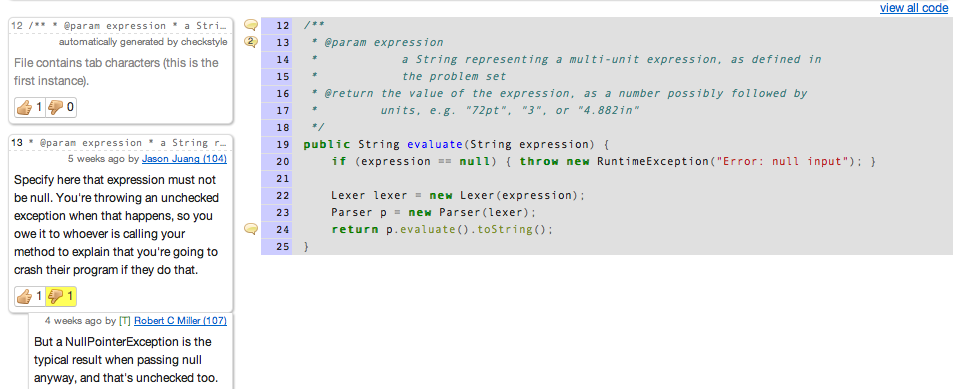 view all code
12 /** * @param expression * a Stri...
automatically generated by checkstyle
File contains tab characters (this is the
first instance).
1 0
13 * @param expression * a String r...
5 weeks ago by Jason Juang (104)
Specify here that expression must not
be null. You're throwing an unchecked
exception when that happens, so you
owe it to whoever is calling your
method to explain that you're going to
crash their program if they do that.
1 1
4 weeks ago by [T] Robert C Miller (107)
But a NullPointerException is the
typical result when passing null
anyway, and that's unchecked too.
12 /**
2 13 * @param expression
14 * a String representing a multi-unit expression, as defined in
15 * the problem set
16 * @return the value of the expression, as a number possibly followed by
17 * units, e.g. "72pt", "3", or "4.882in"
18 */
19 public String evaluate(String expression) {
20 if (expression == null) { throw new RuntimeException("Error: null input"); }
21
22 Lexer lexer = new Lexer(expression);
23 Parser p = new Parser(lexer);
24 return p.evaluate().toString();
25 }